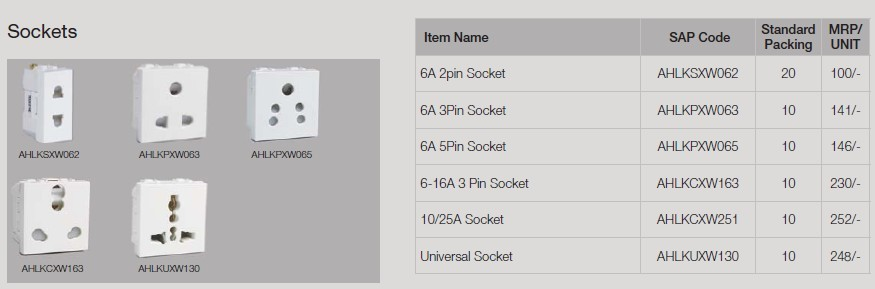 Sockets
AHLKSXW062 AHLKPXW063 AHLKPXW065
AHLKCXW163 AHLKUXW130
Item Name SAP Code Standard Packing MRP/ UNIT
6A 2pin Socket AHLKSXW062 20 100/-
6A 3Pin Socket AHLKPXW063 10 141/-
6A 5Pin Socket AHLKPXW065 10 146/-
6-16A 3 Pin Socket AHLKCXW163 10 230/-
10/25A Socket AHLKCXW251 10 252/-
Universal Socket AHLKUXW130 10 248/-